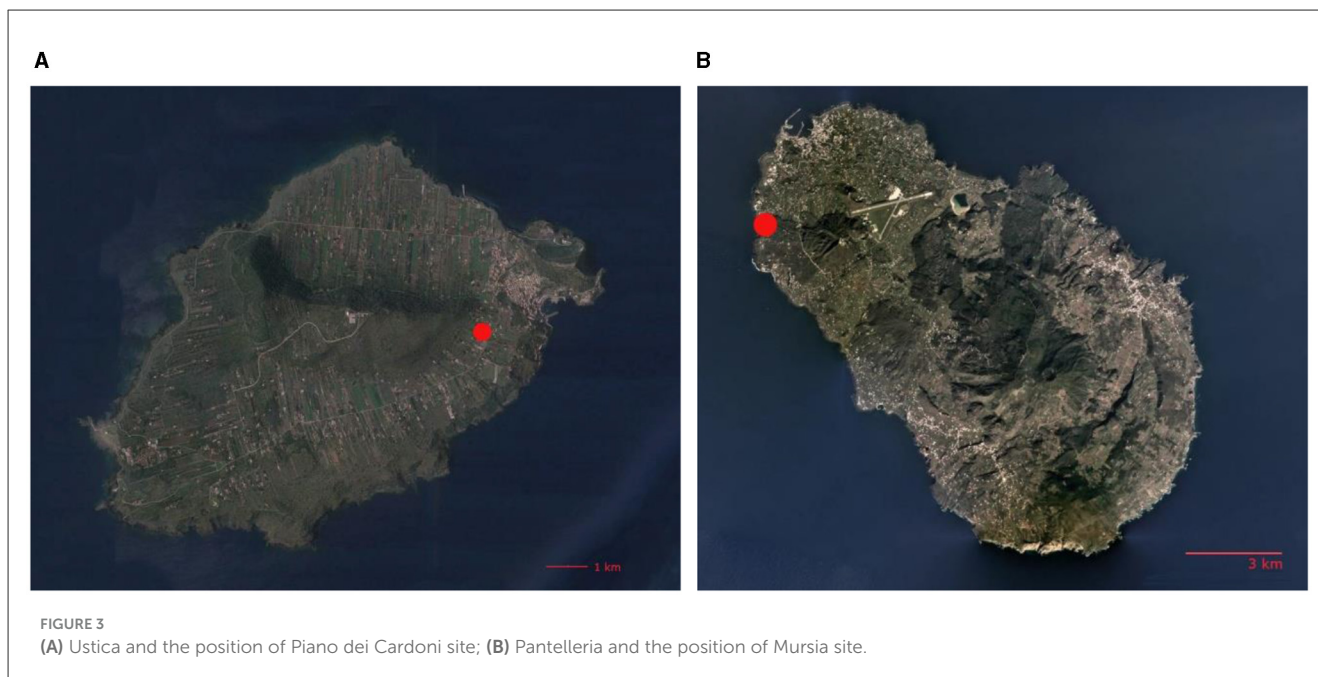 A
B
1 km
3 km
FIGURE 3
(A) Ustica and the position of Piano dei Cardoni site; (B) Pantelleria and the position of Mursia site.